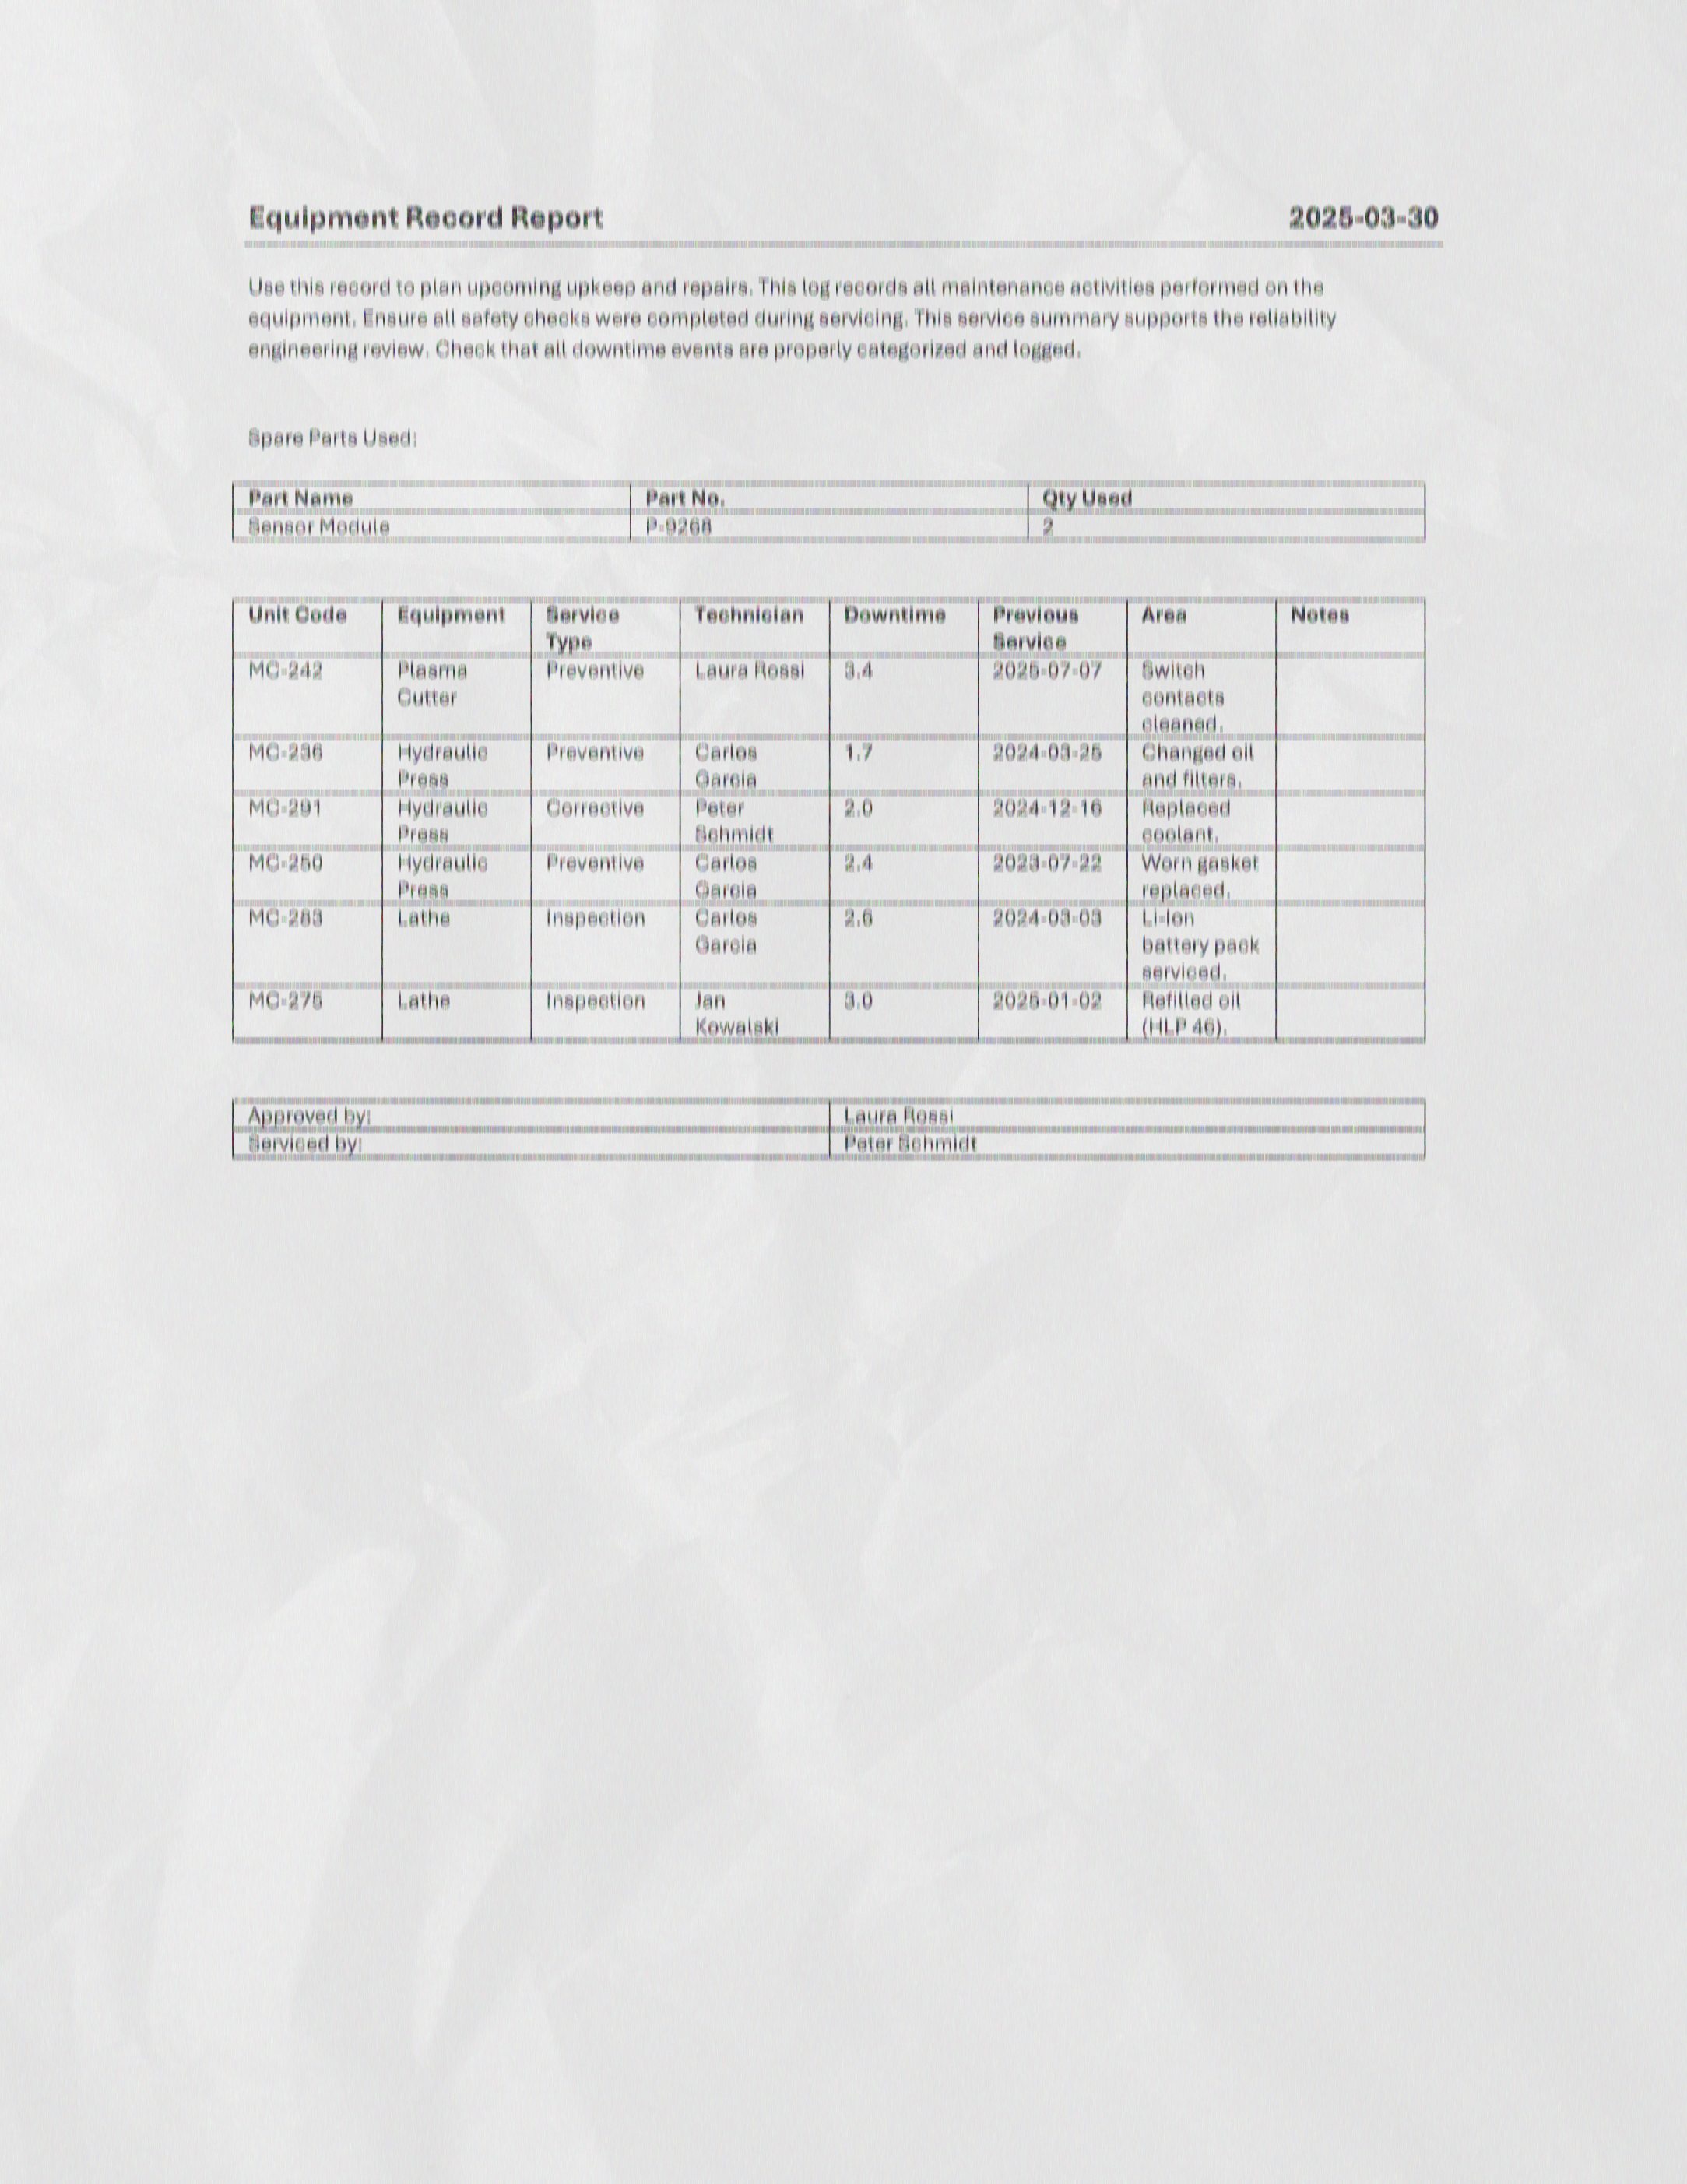 Equipment Record Report 2025-03-30
Use this record to plan upcoming upkeep and repairs. This log records all maintenance activities performed on the
equipment. Ensure all safety checks were completed during servicing. This service summary supports the reliability
engineering review. Check that all downtime events are properly categorized and logged.
Spare Parts Used:
Part Name Part No. Qty Used
Sensor Module P-9268 2
Unit Code Equipment Service Type Technician Downtime Previous Service Area Notes
MC-242 Plasma Cutter Preventive Laura Rossi 3.4 2025-07-07 Switch contacts cleaned.
MC-236 Hydraulic Press Preventive Carlos Garcia 1.7 2024-03-25 Changed oil and filters.
MC-291 Hydraulic Press Corrective Peter Schmidt 2.0 2024-12-16 Replaced coolant.
MC-250 Hydraulic Press Preventive Carlos Garcia 2.4 2023-07-22 Worn gasket replaced.
MC-283 Lathe Inspection Carlos Garcia 2.6 2024-03-03 Li-Ion battery pack serviced.
MC-275 Lathe Inspection Jan Kowalski 3.0 2025-01-02 Refilled oil (HLP 46).
Approved by: Laura Rossi
Serviced by: Peter Schmidt